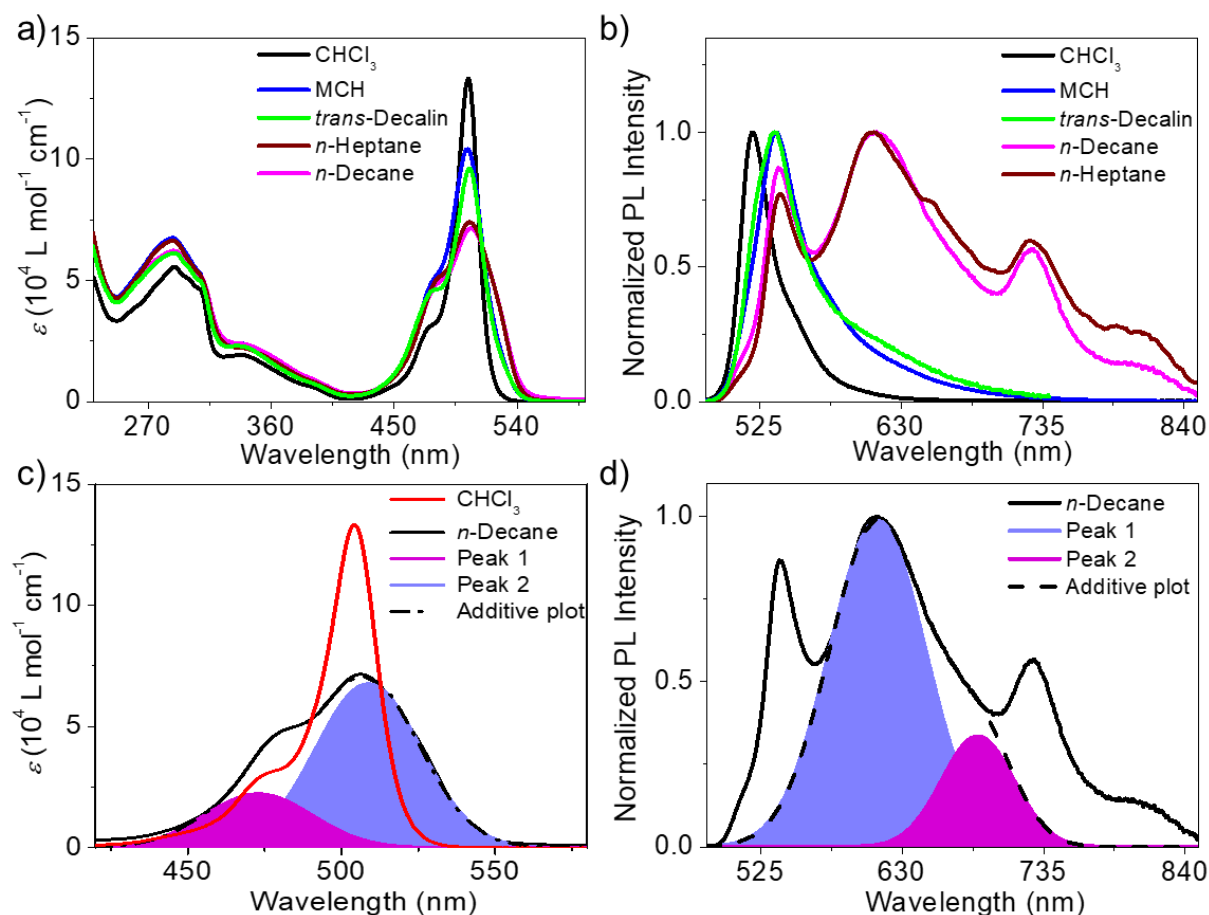 a)
15
10
5
0
ε (10⁴ L mol⁻¹ cm⁻¹)
CHCl₃
MCH
trans-Decalin
n-Heptane
n-Decane
270
360
450
540
Wavelength (nm)
b)
1.0
0.5
0.0
Normalized PL Intensity
CHCl₃
MCH
trans-Decalin
n-Decane
n-Heptane
525
630
735
840
Wavelength (nm)
c)
15
10
5
0
ε (10⁴ L mol⁻¹ cm⁻¹)
CHCl₃
n-Decane
Peak 1
Peak 2
Additive plot
450
500
550
Wavelength (nm)
d)
1.0
0.5
0.0
Normalized PL Intensity
n-Decane
Peak 1
Peak 2
Additive plot
525
630
735
840
Wavelength (nm)